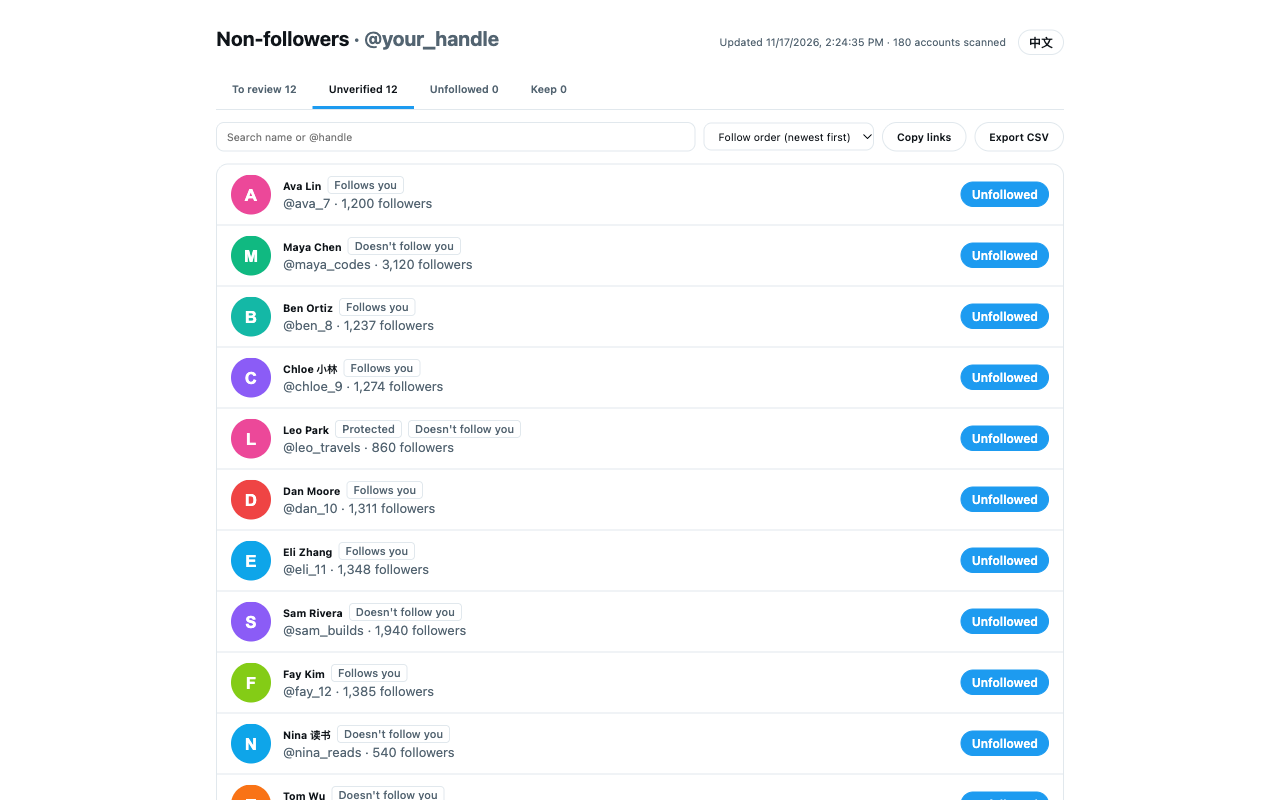 Non-followers · @your_handle
Updated 11/17/2026, 2:24:35 PM · 180 accounts scanned
中文
To review 12
Unverified 12
Unfollowed 0
Keep 0
Search name or @handle
Follow order (newest first)
Copy links
Export CSV
A
Ava Lin Follows you
@ava_7 · 1,200 followers
Unfollowed
M
Maya Chen Doesn't follow you
@maya_codes · 3,120 followers
Unfollowed
B
Ben Ortiz Follows you
@ben_8 · 1,237 followers
Unfollowed
C
Chloe 小林 Follows you
@chloe_9 · 1,274 followers
Unfollowed
L
Leo Park Protected Doesn't follow you
@leo_travels · 860 followers
Unfollowed
D
Dan Moore Follows you
@dan_10 · 1,311 followers
Unfollowed
E
Eli Zhang Follows you
@eli_11 · 1,348 followers
Unfollowed
S
Sam Rivera Doesn't follow you
@sam_builds · 1,940 followers
Unfollowed
F
Fay Kim Follows you
@fay_12 · 1,385 followers
Unfollowed
N
Nina 读书 Doesn't follow you
@nina_reads · 540 followers
Unfollowed
Tom Wu Doesn't follow you